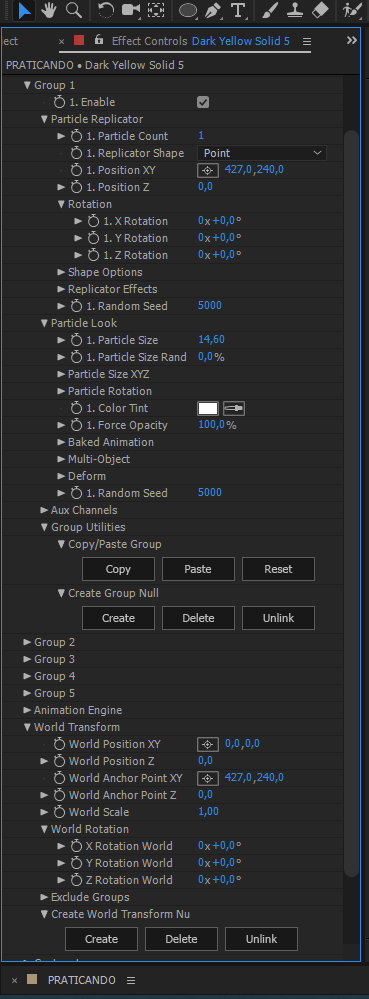 ect
Effect Controls Dark Yellow Solid 5
PRATICANDO • Dark Yellow Solid 5
Group 1
1. Enable
Particle Replicator
1. Particle Count 1
1. Replicator Shape Point
1. Position XY 427,0,240,0
1. Position Z 0,0
Rotation
1. X Rotation 0x+0,0°
1. Y Rotation 0x+0,0°
1. Z Rotation 0x+0,0°
Shape Options
Replicator Effects
1. Random Seed 5000
Particle Look
1. Particle Size 14,60
1. Particle Size Rand 0,0%
Particle Size XYZ
Particle Rotation
1. Color Tint
1. Force Opacity 100,0%
Baked Animation
Multi-Object
Deform
1. Random Seed 5000
Aux Channels
Group Utilities
Copy/Paste Group
Copy Paste Reset
Create Group Null
Create Delete Unlink
Group 2
Group 3
Group 4
Group 5
Animation Engine
World Transform
World Position XY 0,0,0,0
World Position Z 0,0
World Anchor Point XY 427,0,240,0
World Anchor Point Z 0,0
World Scale 1,00
World Rotation
X Rotation World 0x+0,0°
Y Rotation World 0x+0,0°
Z Rotation World 0x+0,0°
Exclude Groups
Create World Transform Nu
Create Delete Unlink
PRATICANDO